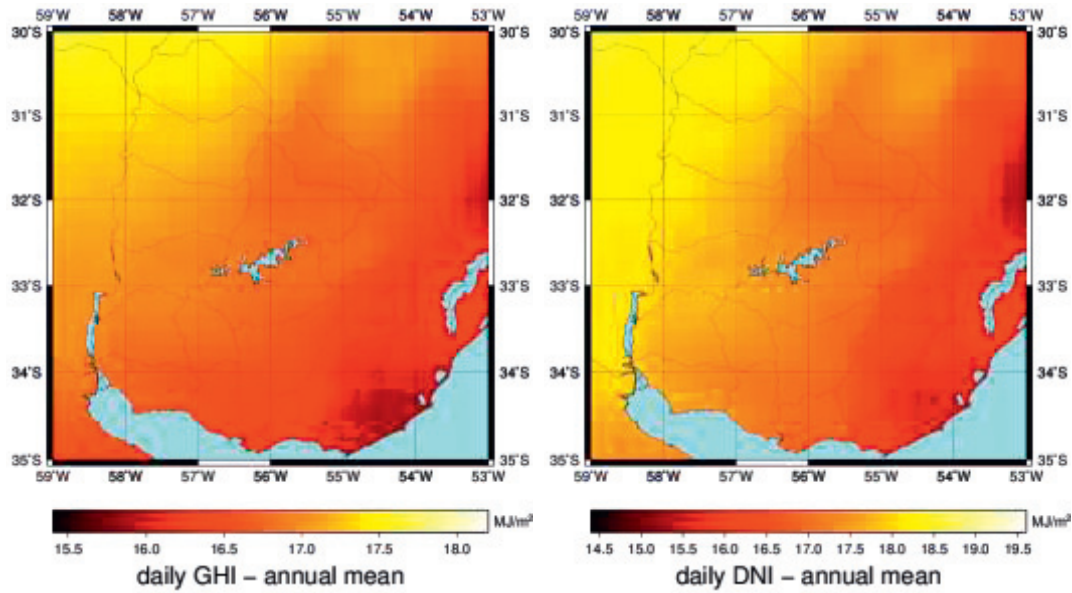 59˚W 58˚W 57˚W 56˚W 55˚W 54˚W 53˚W
30˚S 30˚S
31˚S 31˚S
32˚S 32˚S
33˚S 33˚S
34˚S 34˚S
35˚S 35˚S
59˚W 58˚W 57˚W 56˚W 55˚W 54˚W 53˚W
MJ/m²
15.5 16.0 16.5 17.0 17.5 18.0
daily GHI – annual mean
59˚W 58˚W 57˚W 56˚W 55˚W 54˚W 53˚W
30˚S 30˚S
31˚S 31˚S
32˚S 32˚S
33˚S 33˚S
34˚S 34˚S
35˚S 35˚S
59˚W 58˚W 57˚W 56˚W 55˚W 54˚W 53˚W
MJ/m²
14.5 15.0 15.5 16.0 16.5 17.0 17.5 18.0 18.5 19.0 19.5
daily DNI – annual mean